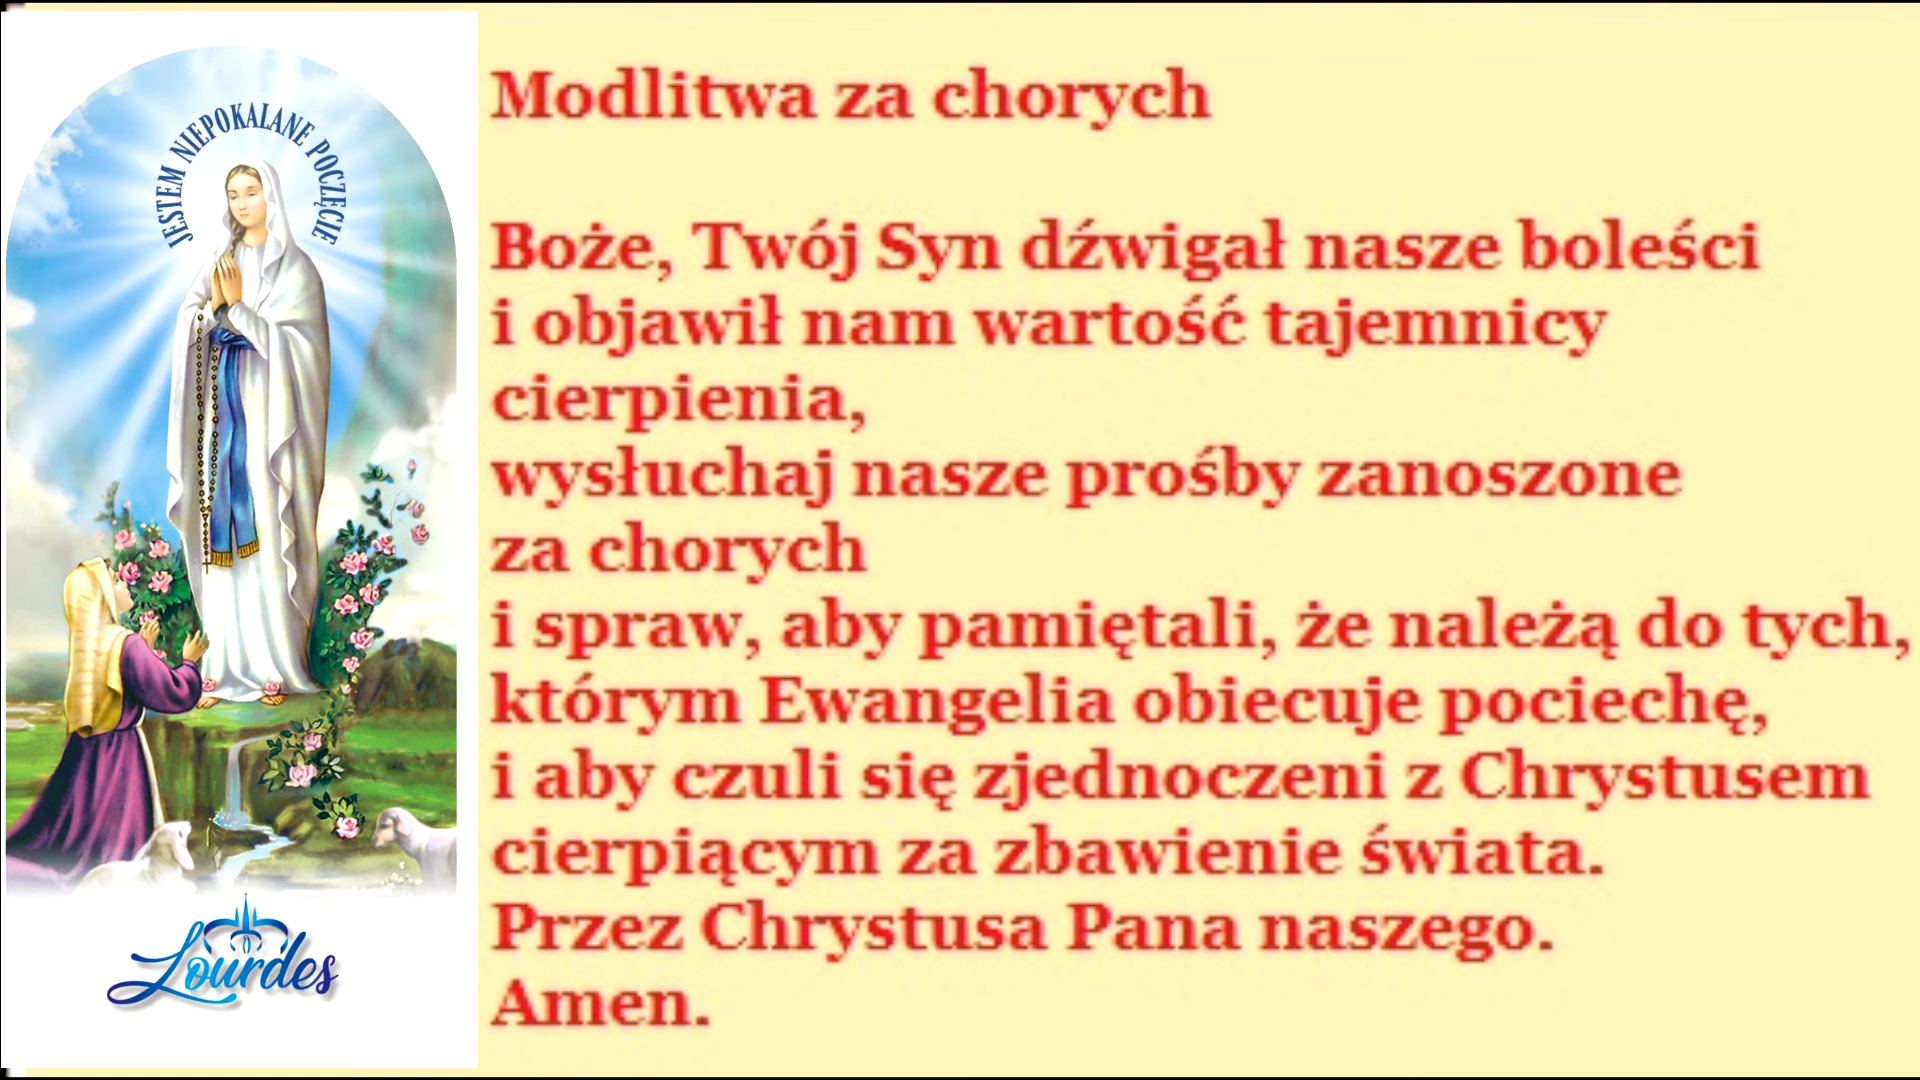 JESTEM NIEPOKALANE POCZĘCIE
Lourdes
Modlitwa za chorych
Boże, Twój Syn dźwigał nasze boleści
i objawił nam wartość tajemnicy
cierpienia,
wysłuchaj nasze prośby zanoszone
za chorych
i spraw, aby pamiętali, że należą do tych,
którym Ewangelia obiecuje pociechę,
i aby czuli się zjednoczeni z Chrystusem
cierpiącym za zbawienie świata.
Przez Chrystusa Pana naszego.
Amen.